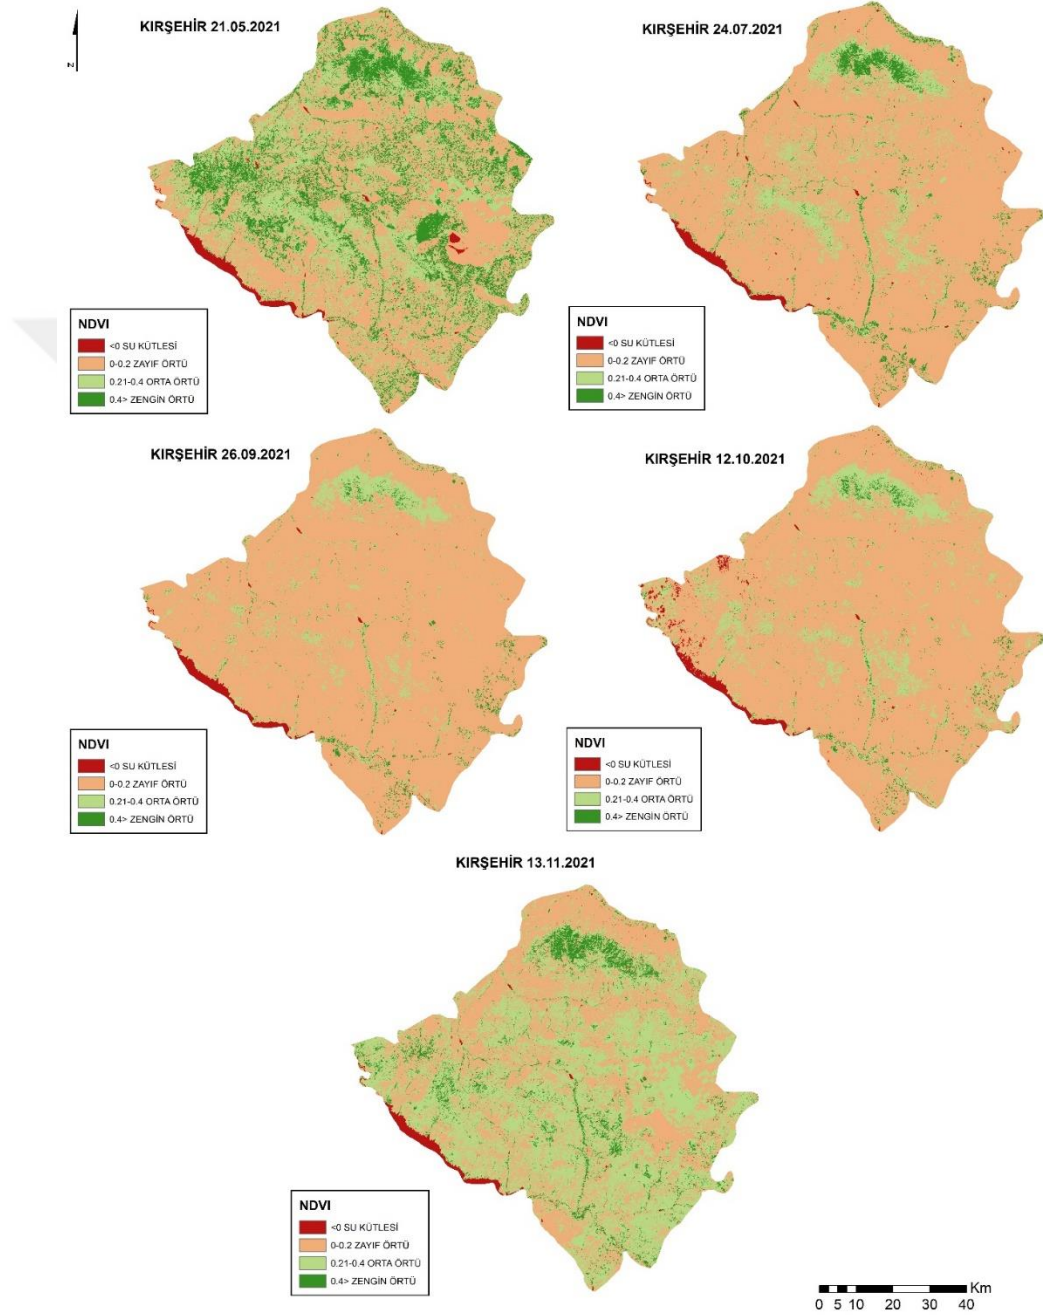 KIRŞEHİR 21.05.2021
KIRŞEHİR 24.07.2021
z
NDVI
<0 SU KÜTLESİ
0-0.2 ZAYIF ÖRTÜ
0.21-0.4 ORTA ÖRTÜ
0.4> ZENGİN ÖRTÜ
NDVI
<0 SU KÜTLESİ
0-0.2 ZAYIF ÖRTÜ
0.21-0.4 ORTA ÖRTÜ
0.4> ZENGİN ÖRTÜ
KIRŞEHİR 26.09.2021
KIRŞEHİR 12.10.2021
NDVI
<0 SU KÜTLESİ
0-0.2 ZAYIF ÖRTÜ
0.21-0.4 ORTA ÖRTÜ
0.4> ZENGİN ÖRTÜ
NDVI
<0 SU KÜTLESİ
0-0.2 ZAYIF ÖRTÜ
0.21-0.4 ORTA ÖRTÜ
0.4> ZENGİN ÖRTÜ
KIRŞEHİR 13.11.2021
NDVI
<0 SU KÜTLESİ
0-0.2 ZAYIF ÖRTÜ
0.21-0.4 ORTA ÖRTÜ
0.4> ZENGİN ÖRTÜ
Km
0 5 10 20 30 40